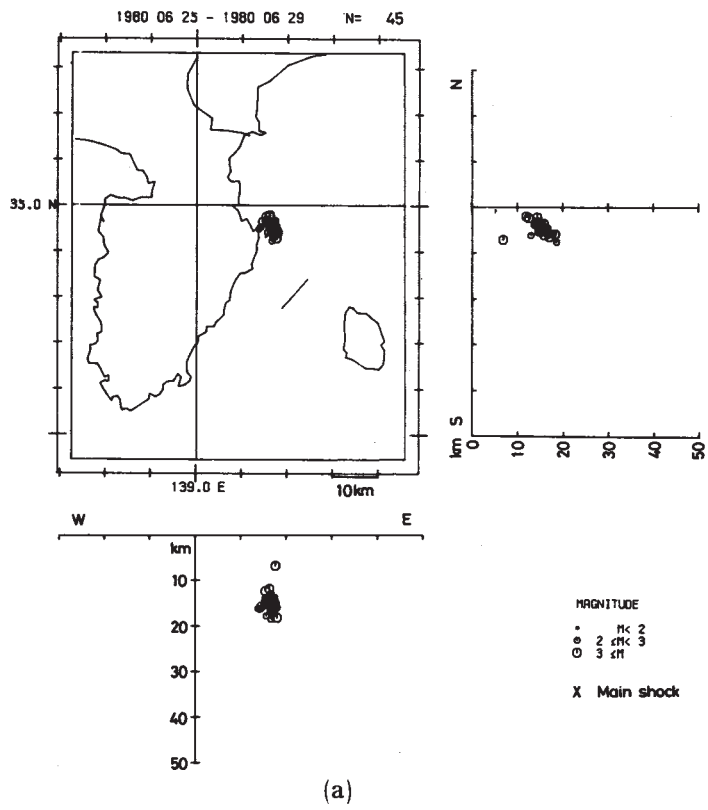 1980 06 25 - 1980 06 29 N= 45
N
35.0 N
km S
0 10 20 30 40 50
139.0 E
10km
W E
km
10
20
30
40
50
MAGNITUDE
M< 2
2 ≤M< 3
3 ≤M
X Main shock
(a)